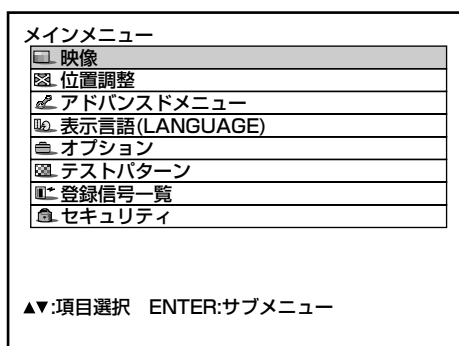 メインメニュー
映像
位置調整
アドバンスドメニュー
表示言語(LANGUAGE)
オプション
テストパターン
登録信号一覧
セキュリティ
▲▼:項目選択　ENTER:サブメニュー